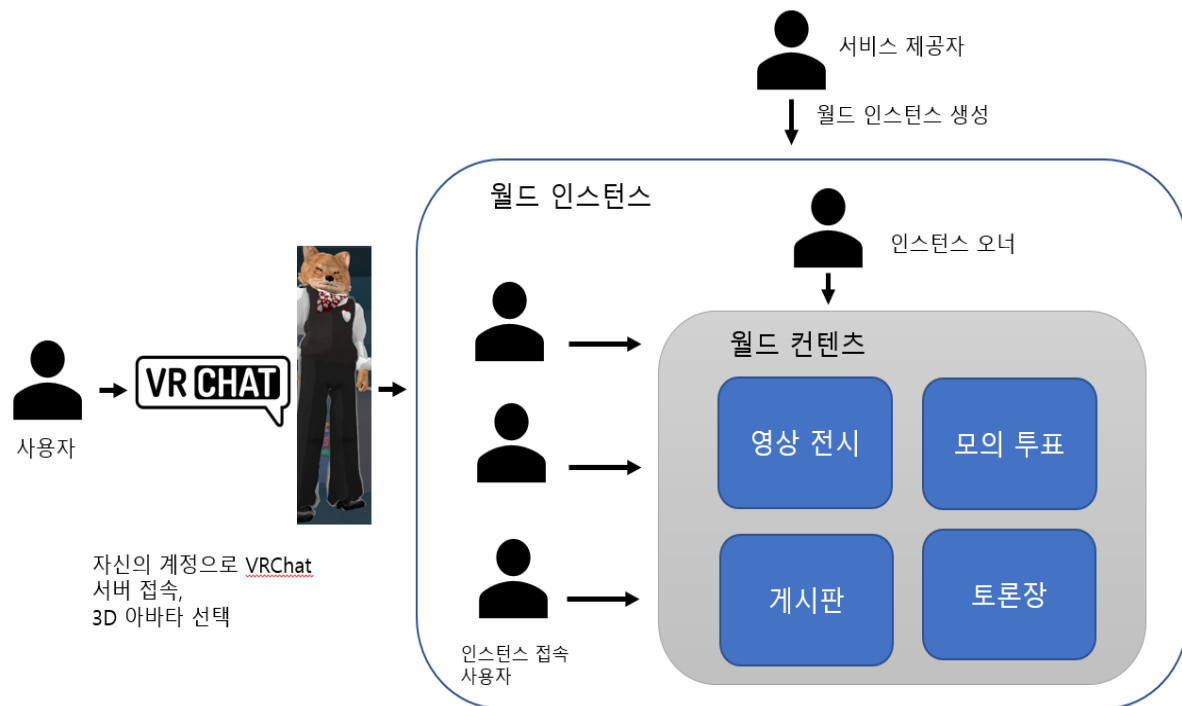 서비스 제공자
월드 인스턴스 생성
월드 인스턴스
인스턴스 오너
사용자
VR CHAT
자신의 계정으로 VRChat
서버 접속,
3D 아바타 선택
인스턴스 접속
사용자
월드 컨텐츠
영상 전시
모의 투표
게시판
토론장